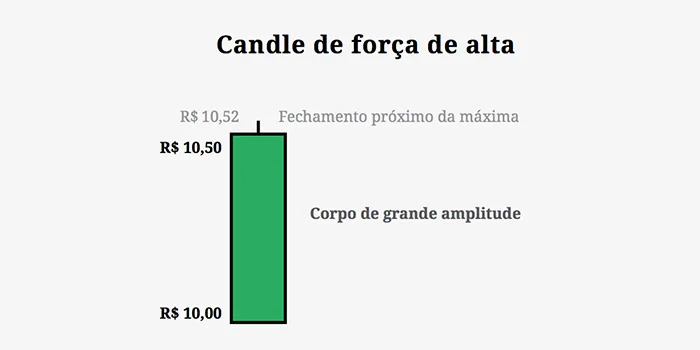 Candle de força de alta
R$ 10,52 Fechamento próximo da máxima
R$ 10,50
Corpo de grande amplitude
R$ 10,00